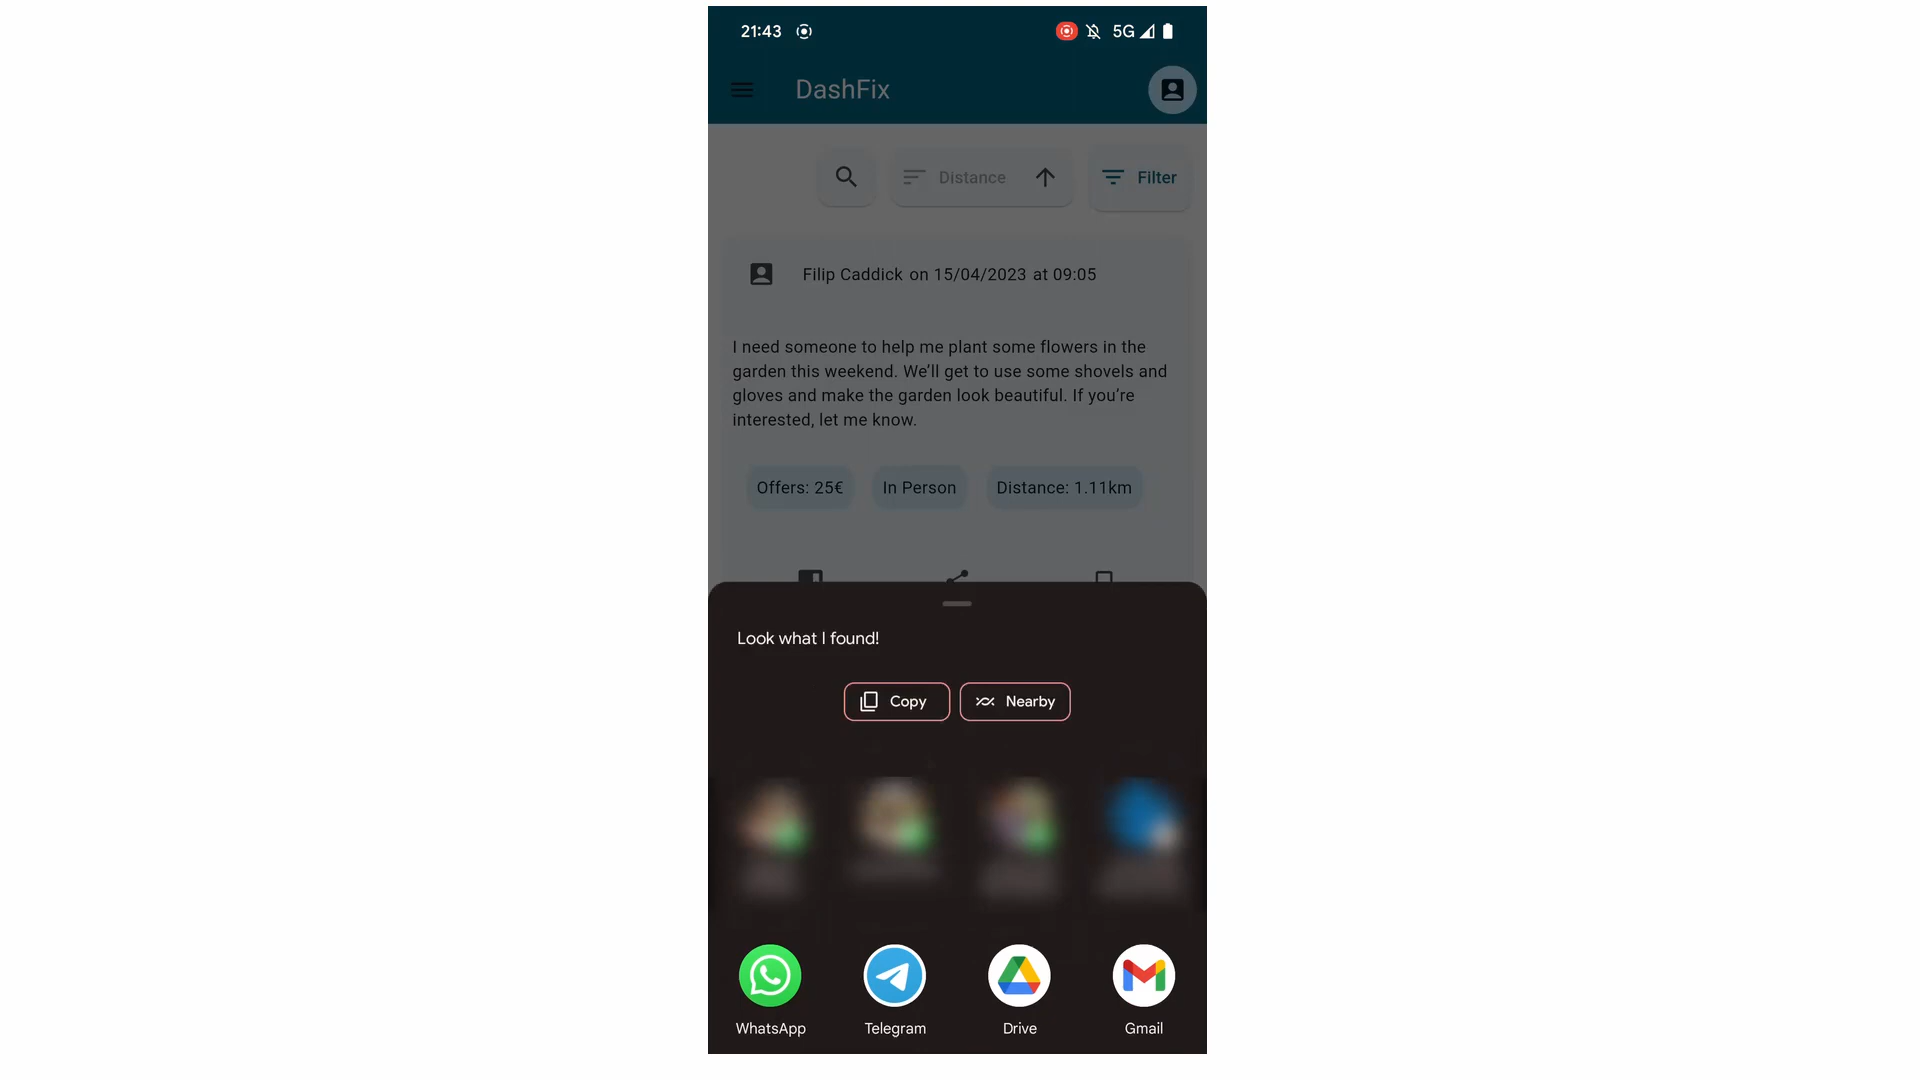 21:43 5G
DashFix
Distance Filter
Filip Caddick on 15/04/2023 at 09:05
I need someone to help me plant some flowers in the
garden this weekend. We’ll get to use some shovels and
gloves and make the garden look beautiful. If you’re
interested, let me know.
Offers: 25€ In Person Distance: 1.11km
Look what I found!
Copy Nearby
WhatsApp Telegram Drive Gmail